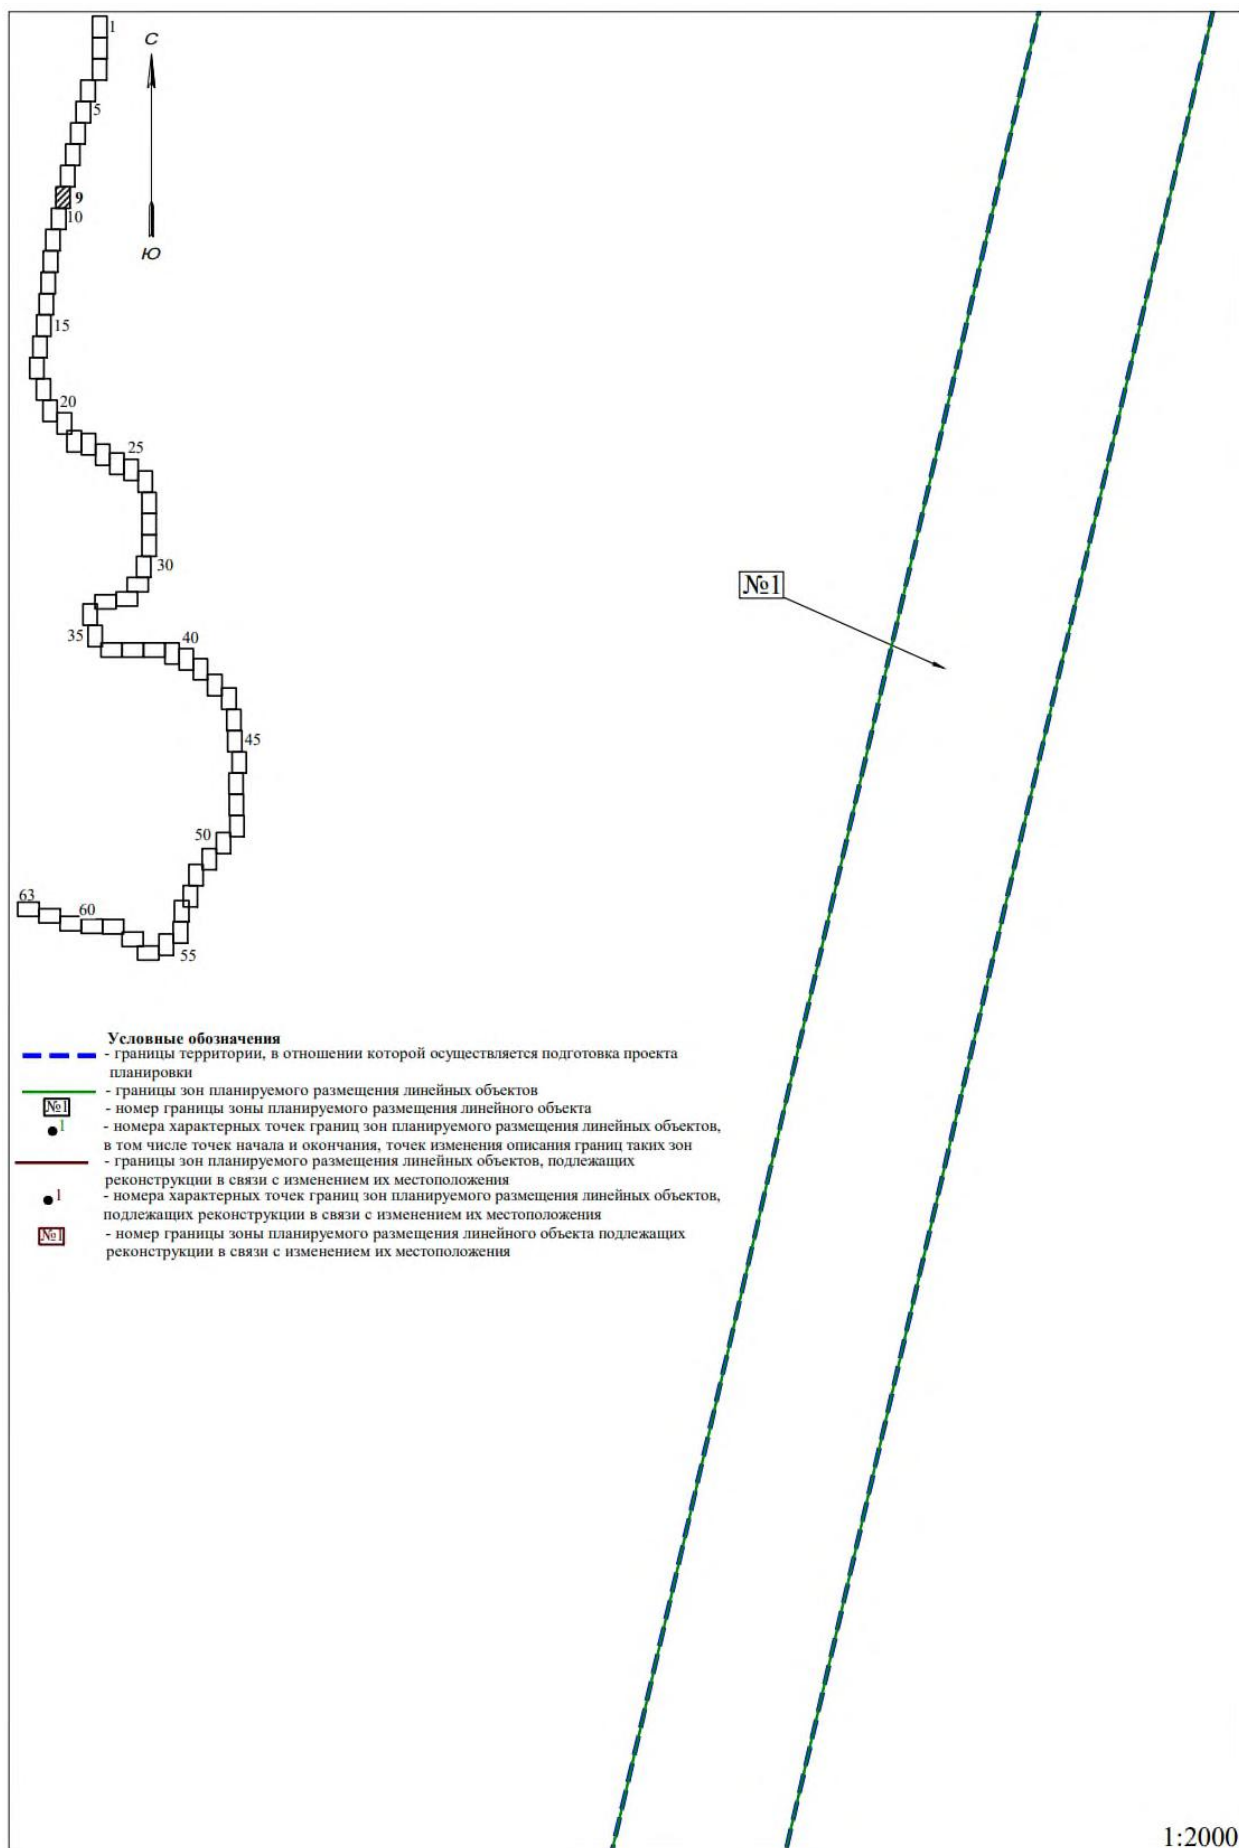 1
С
5
9
10
Ю
15
20
25
30
35
40
45
50
63
60
55
№1
Условные обозначения
- границы территории, в отношении которой осуществляется подготовка проекта
планировки
- границы зон планируемого размещения линейных объектов
№1 - номер границы зоны планируемого размещения линейного объекта
1 - номера характерных точек границ зон планируемого размещения линейных объектов,
в том числе точек начала и окончания, точек изменения описания границ таких зон
- границы зон планируемого размещения линейных объектов, подлежащих
реконструкции в связи с изменением их местоположения
1 - номера характерных точек границ зон планируемого размещения линейных объектов,
подлежащих реконструкции в связи с изменением их местоположения
№1 - номер границы зоны планируемого размещения линейного объекта подлежащих
реконструкции в связи с изменением их местоположения
1:2000